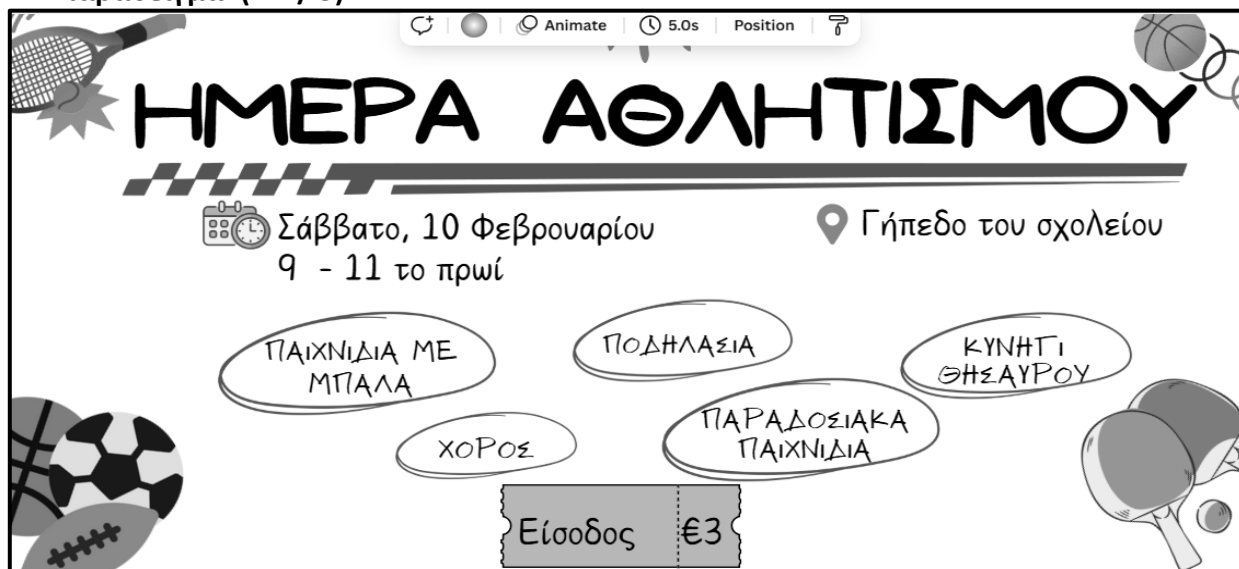 Animate 5.0s Position
ΗΜΕΡΑ ΑΘΛΗΤΙΣΜΟΥ
Σάββατο, 10 Φεβρουαρίου
9 - 11 το πρωί
Γήπεδο του σχολείου
ΠΑΙΧΝΙΔΙΑ ΜΕ
ΜΠΑΛΑ
ΠΟΔΗΛΑΣΙΑ
ΚΥΝΗΓΙ
ΘΗΣΑΥΡΟΥ
ΧΟΡΟΣ
ΠΑΡΑΔΟΣΙΑΚΑ
ΠΑΙΧΝΙΔΙΑ
Είσοδος €3